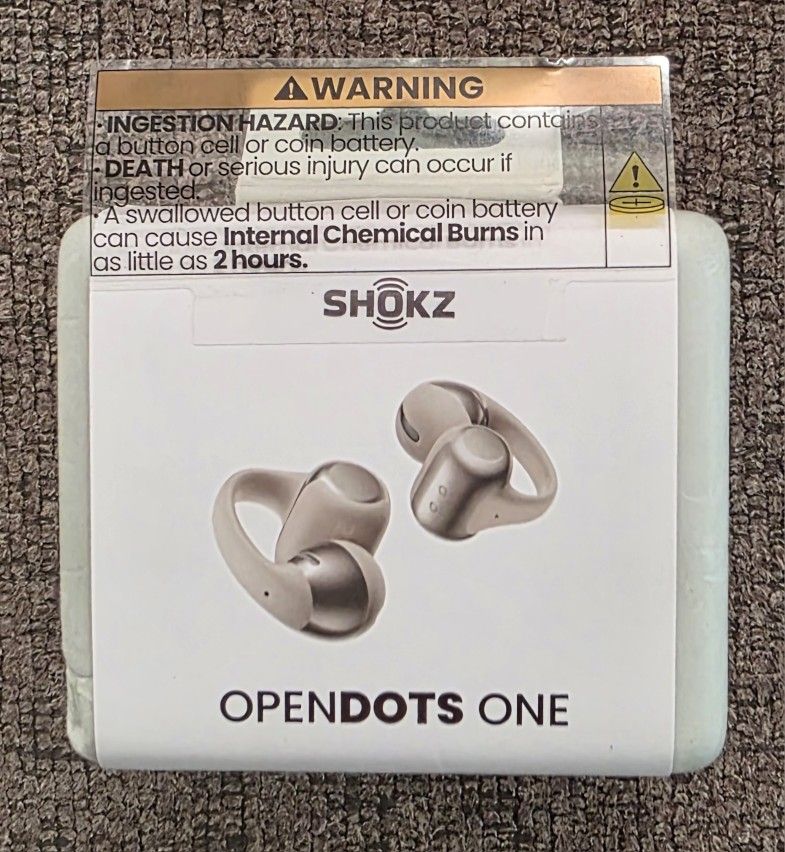 WARNING
• INGESTION HAZARD: This product contains
a button cell or coin battery.
• DEATH or serious injury can occur if
ingested.
• A swallowed button cell or coin battery
can cause Internal Chemical Burns in
as little as 2 hours.
SHOKZ
OPENDOTS ONE